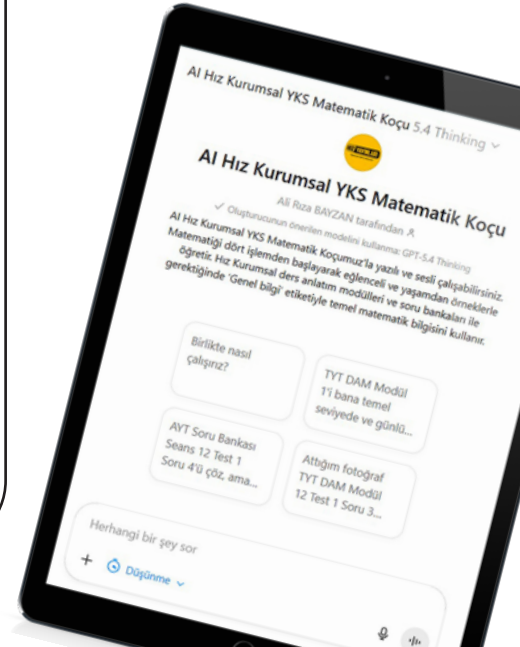 AI Hız Kurumsal YKS Matematik Koçu 5.4 Thinking
AI Hız Kurumsal YKS Matematik Koçu
Ali Rıza BAYZAN tarafından
Oluşturucunun önerilen modelini kullanma: GPT-5.4 Thinking
AI Hız Kurumsal YKS Matematik Koçumuz'la yazılı ve sesli çalışabilirsiniz.
Matematiği dört işlemden başlayarak eğlenceli ve yaşamdan örneklerle
öğretir. Hız Kurumsal ders anlatım modülleri ve soru bankaları ile
gerektiğinde 'Genel bilgi' etiketiyle temel matematik bilgisini kullanır.
Birlikte nasıl
çalışırız?
TYT DAM Modül
1'i bana temel
seviyede ve günlü...
AYT Soru Bankası
Seans 12 Test 1
Soru 4'ü çöz, ama...
Attığım fotoğraf
TYT DAM Modül
12 Test 1 Soru 3...
Herhangi bir şey sor
+ Düşünme